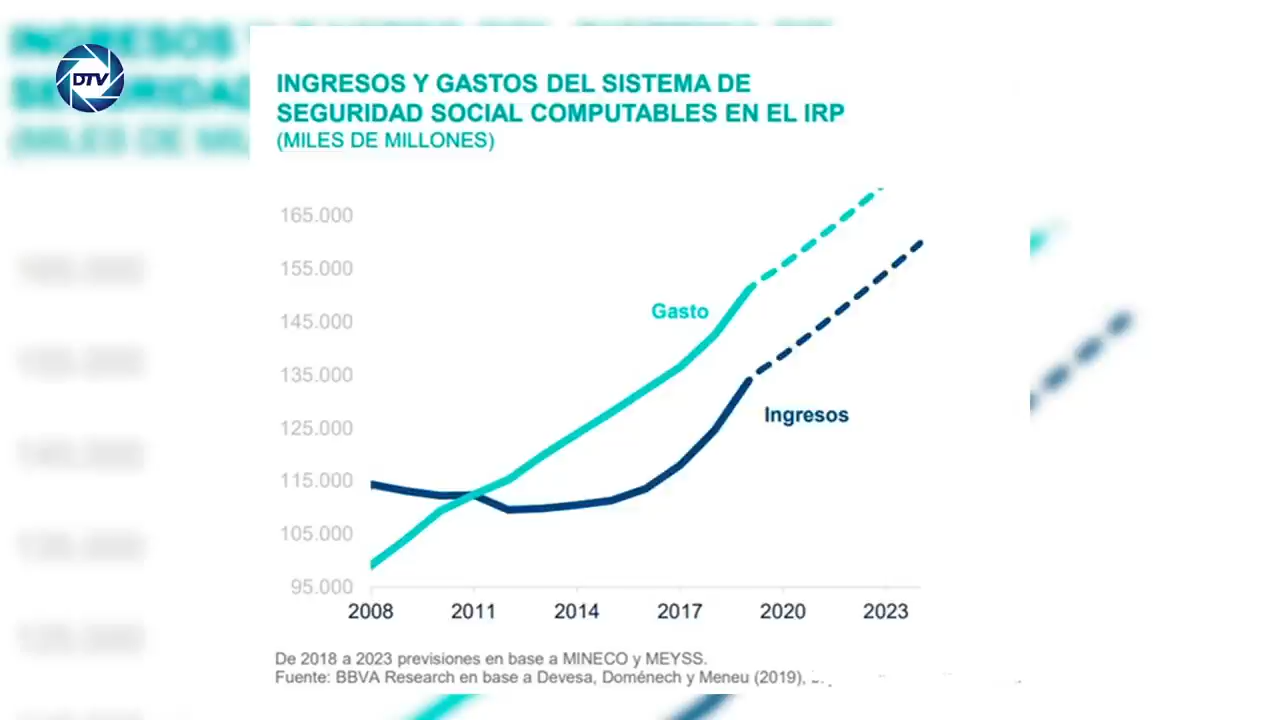 DTV
INGRESOS Y GASTOS DEL SISTEMA DE
SEGURIDAD SOCIAL COMPUTABLES EN EL IRP
(MILES DE MILLONES)
165.000
155.000
145.000
135.000
125.000
115.000
105.000
95.000
Gasto
Ingresos
2008 2011 2014 2017 2020 2023
De 2018 a 2023 previsiones en base a MINECO y MEYSS.
Fuente: BBVA Research en base a Devesa, Doménech y Meneu (2019),